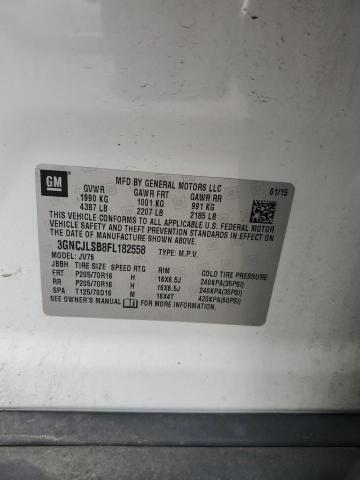 GM
MFD BY GENERAL MOTORS LLC
01/15
GVWR GAWR FRT GAWR RR
1990 KG 1001 KG 991 KG
4387 LB 2207 LB 2185 LB
THIS VEHICLE CONFORMS TO ALL APPLICABLE U.S. FEDERAL MOTOR
VEHICLE SAFETY, BUMPER, AND THEFT PREVENTION STANDARDS
IN EFFECT ON THE DATE OF MANUFACTURE SHOWN ABOVE.
3GNCJLSB8FL182558 TYPE: M.P.V.
MODEL: JV76
JBBH TIRE SIZE SPEED RTG RIM COLD TIRE PRESSURE
FRT P205/70R16 H 16X6.5J 240KPA(35PSI)
RR P205/70R16 H 16X6.5J 240KPA(35PSI)
SPA T125/70D16 M 16X4T 420KPA(60PSI)
SEE OWNER'S MANUAL FOR MORE INFORMATION.